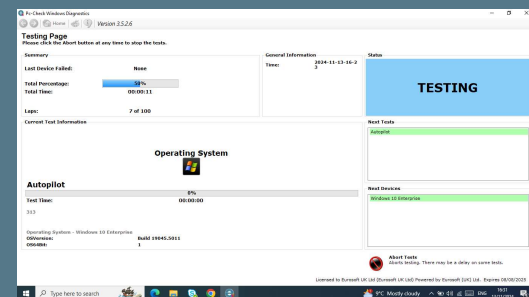 Pc-Check Windows Diagnostics
Home
Version 3.5.2.6
Testing Page
Please click the Abort button at any time to stop the tests.
Summary
Last Device Failed: None
Total Percentage: 50%
Total Time: 00:00:11
Laps: 7 of 100
General Information
Time: 2024-11-13-16-2
3
Status
TESTING
Current Test Information
Operating System
Autopilot
0%
Test Time: 00:00:00
Operating System - Windows 10 Enterprise
OSVersion: Build 19045.5011
OS64Bit: 1
Next Tests
Autopilot
Next Devices
Windows 10 Enterprise
Abort Tests
Aborts testing. There may be a delay on some tests.
Licensed to Eurosoft UK Ltd (Eurosoft UK Ltd) Powered by Eurosoft (UK) Ltd. Expires 08/08/2025
Type here to search
9°C Mostly cloudy
ENG
16:31